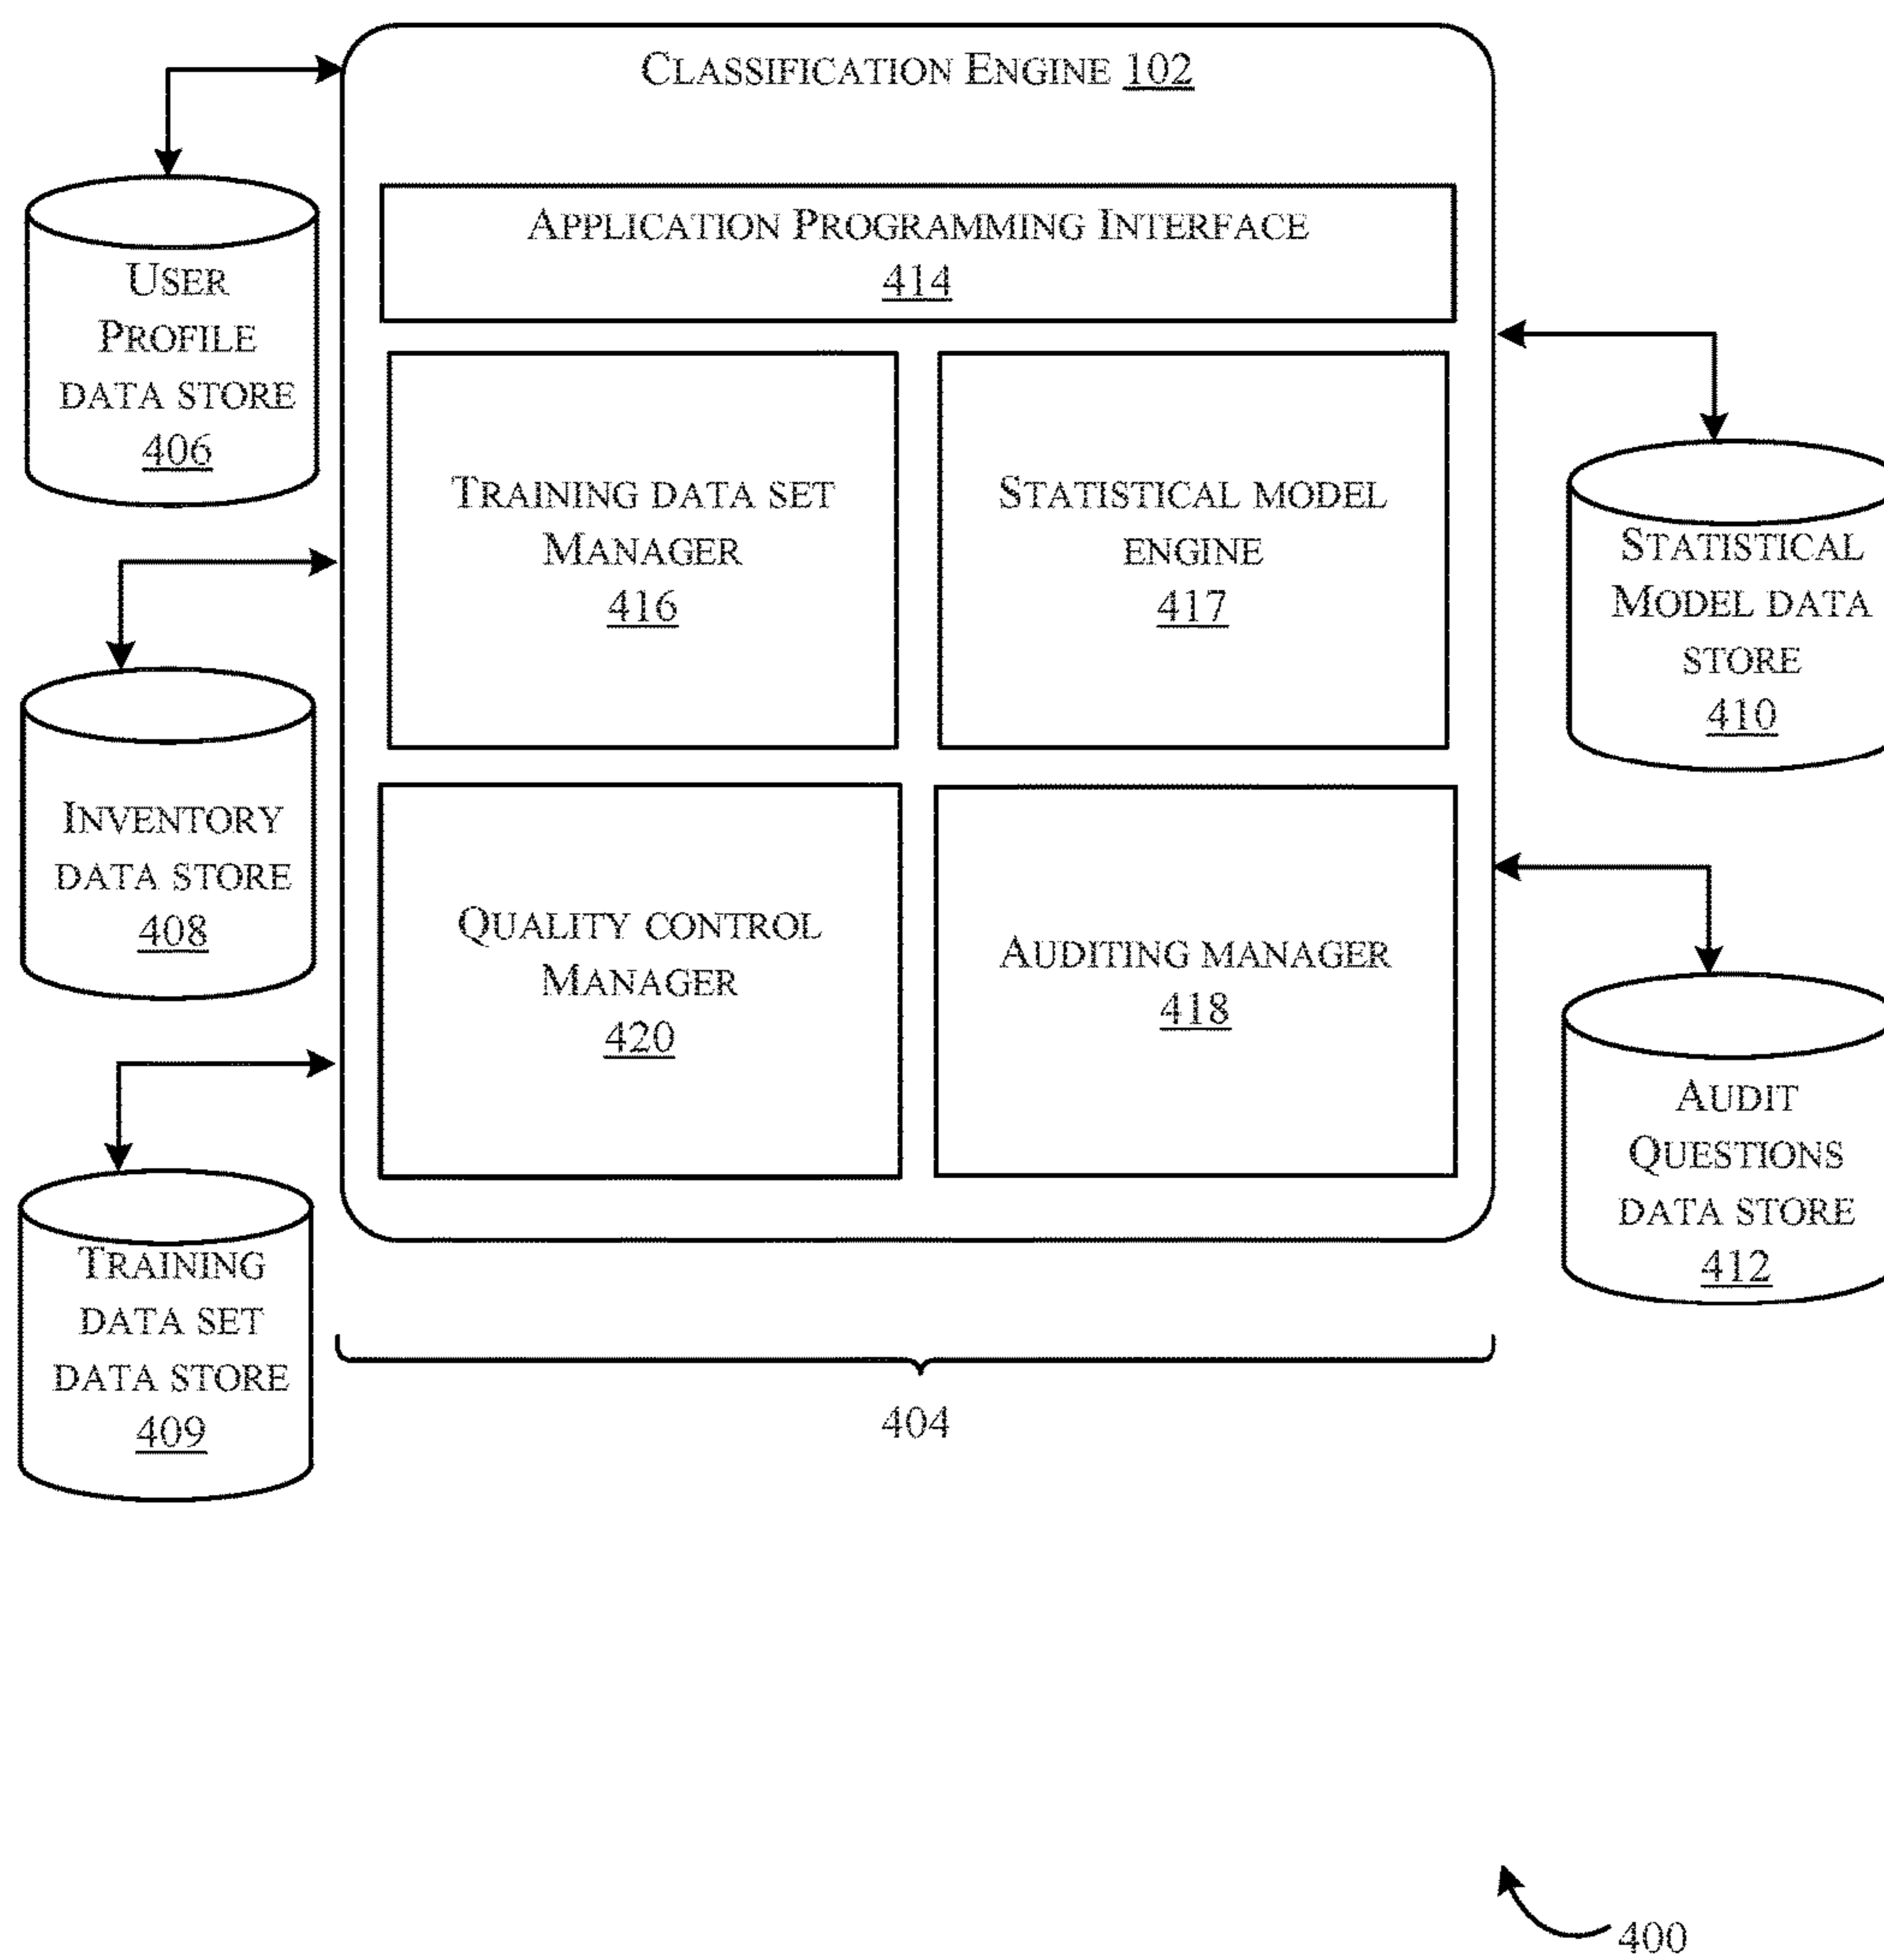 CLASSIFICATION ENGINE 102
APPLICATION PROGRAMMING INTERFACE
414
USER
PROFILE
DATA STORE
406
TRAINING DATA SET
MANAGER
416
STATISTICAL MODEL
ENGINE
417
STATISTICAL
MODEL DATA
STORE
410
INVENTORY
DATA STORE
408
QUALITY CONTROL
MANAGER
420
AUDITING MANAGER
418
AUDIT
QUESTIONS
DATA STORE
412
TRAINING
DATA SET
DATA STORE
409
404
400